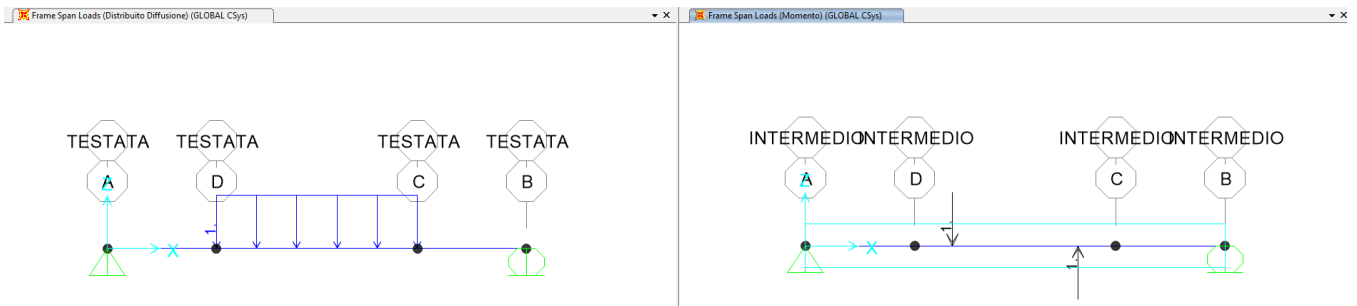 Frame Span Loads (Distribuito Diffusione) (GLOBAL CSys)
TESTATA TESTATA TESTATA TESTATA
A D C B
Z
1.
X
Frame Span Loads (Momento) (GLOBAL CSys)
INTERMEDIO INTERMEDIO INTERMEDIO INTERMEDIO
A D C B
Z
1.
X
1.